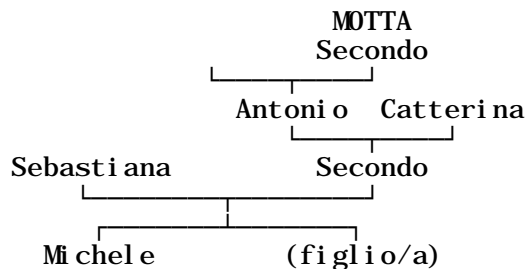 MOTTA
Secondo
Antonio Catterina
Sebastiana Secondo
Michele (figlio/a)